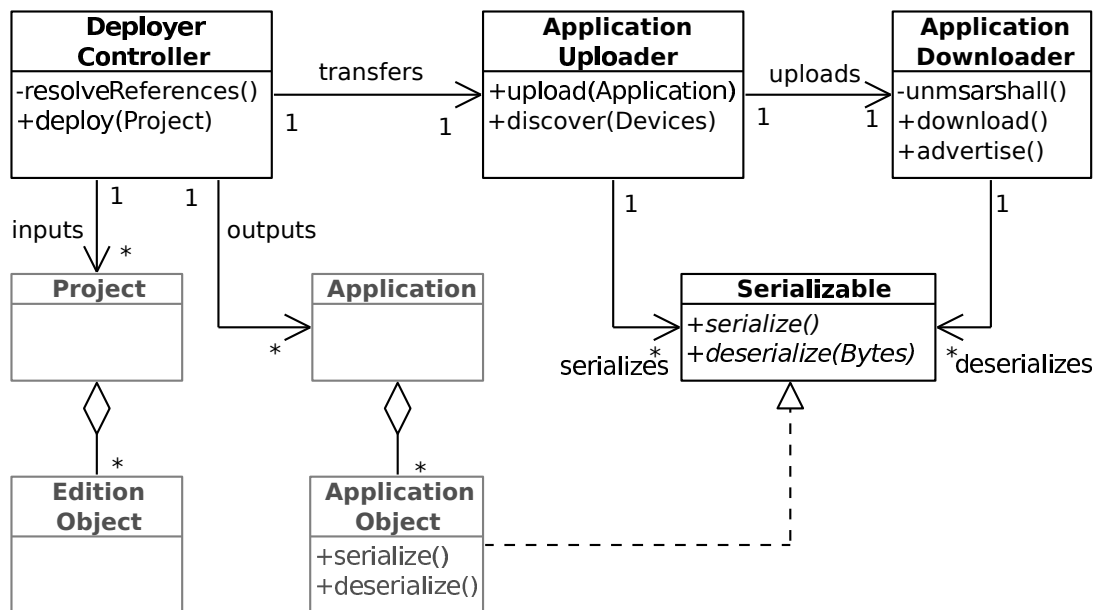 Deployer
Controller
-resolveReferences()
+deploy(Project)
transfers
1
1
Application
Uploader
+upload(Application)
+discover(Devices)
uploads
1
1
Application
Downloader
-unmsarshall()
+download()
+advertise()
1
inputs
*
1
outputs
*
1
serializes
*
1
*
deserializes
Project
Application
Serializable
+serialize()
+deserialize(Bytes)
*
*
Edition
Object
Application
Object
+serialize()
+deserialize()